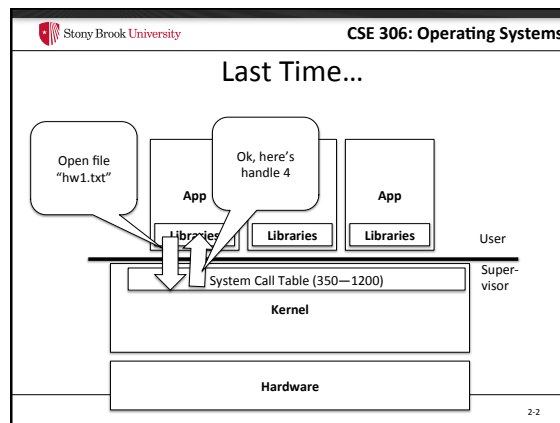 Stony Brook University
CSE 306: Operating Systems
Last Time…
Open file
“hw1.txt”
Ok, here’s
handle 4
App
App
Libraries
Libraries
Libraries
User
Super-
visor
System Call Table (350—1200)
Kernel
Hardware
2-2